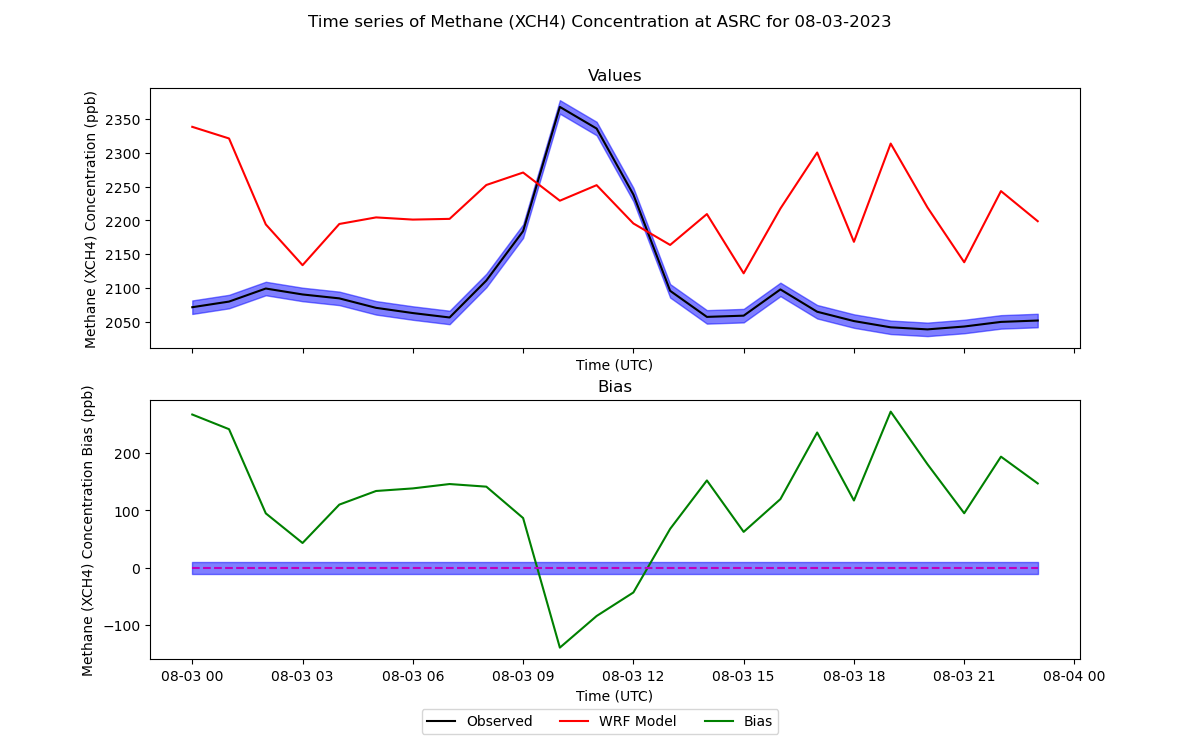 Time series of Methane (XCH4) Concentration at ASRC for 08-03-2023
Values
Methane (XCH4) Concentration (ppb)
2350
2300
2250
2200
2150
2100
2050
Time (UTC)
Bias
Methane (XCH4) Concentration Bias (ppb)
200
100
0
−100
08-03 00 08-03 03 08-03 06 08-03 09 08-03 12 08-03 15 08-03 18 08-03 21 08-04 00
Time (UTC)
Observed WRF Model Bias